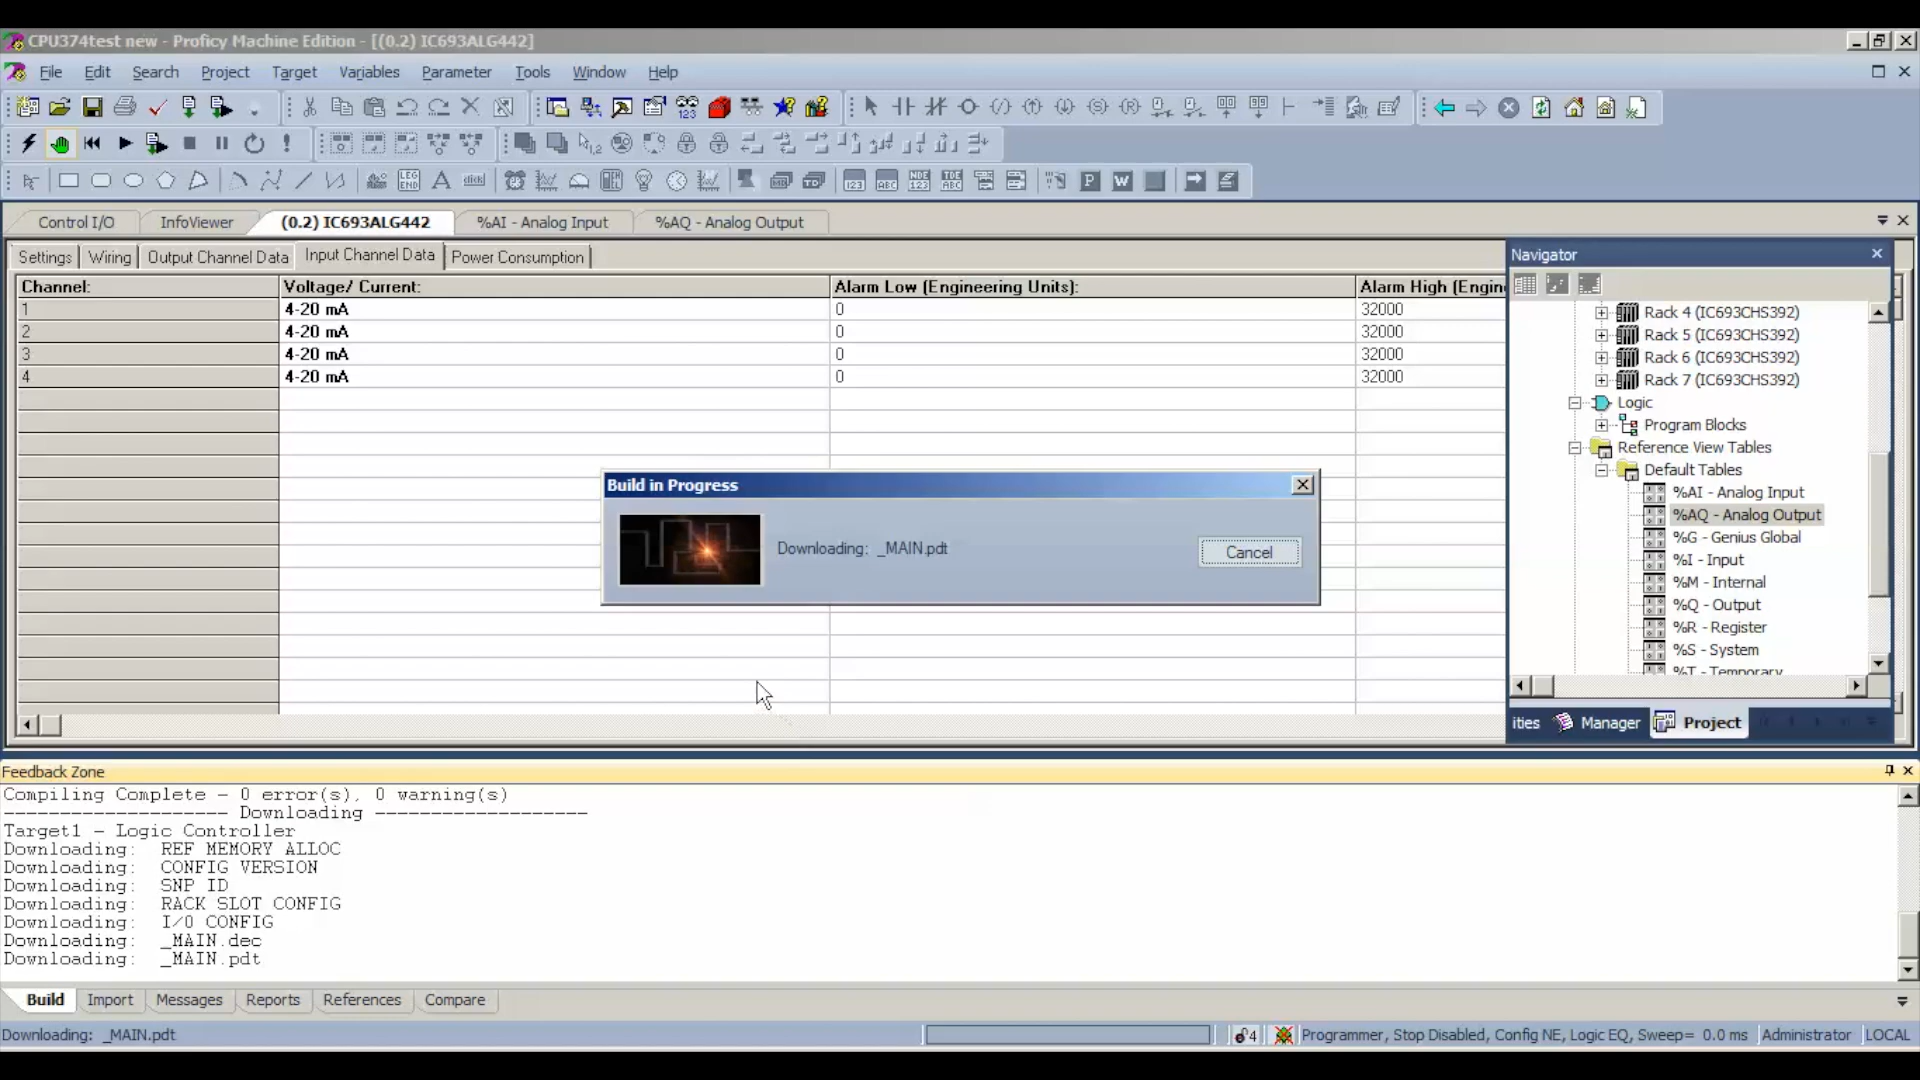 CPU374test new - Proficy Machine Edition - [(0.2) IC693ALG442]
File Edit Search Project Target Variables Parameter Tools Window Help
Control I/O InfoViewer (0.2) IC693ALG442 %AI - Analog Input %AQ - Analog Output
Settings Wiring Output Channel Data Input Channel Data Power Consumption
Channel: Voltage/ Current: Alarm Low (Engineering Units): Alarm High (Engin
1 4-20 mA 0 32000
2 4-20 mA 0 32000
3 4-20 mA 0 32000
4 4-20 mA 0 32000
Build in Progress
Downloading: _MAIN.pdt
Cancel
Navigator
Rack 4 (IC693CHS392)
Rack 5 (IC693CHS392)
Rack 6 (IC693CHS392)
Rack 7 (IC693CHS392)
Logic
Program Blocks
Reference View Tables
Default Tables
%AI - Analog Input
%AQ - Analog Output
%G - Genius Global
%I - Input
%M - Internal
%Q - Output
%R - Register
%S - System
%T - Temporary
ities Manager Project
Feedback Zone
Compiling Complete - 0 error(s), 0 warning(s)
-------------------- Downloading -------------------
Target1 - Logic Controller
Downloading: REF MEMORY ALLOC
Downloading: CONFIG VERSION
Downloading: SNP ID
Downloading: RACK SLOT CONFIG
Downloading: I/O CONFIG
Downloading: _MAIN.dec
Downloading: _MAIN.pdt
Build Import Messages Reports References Compare
Downloading: _MAIN.pdt 4 Programmer, Stop Disabled, Config NE, Logic EQ, Sweep= 0.0 ms Administrator LOCAL